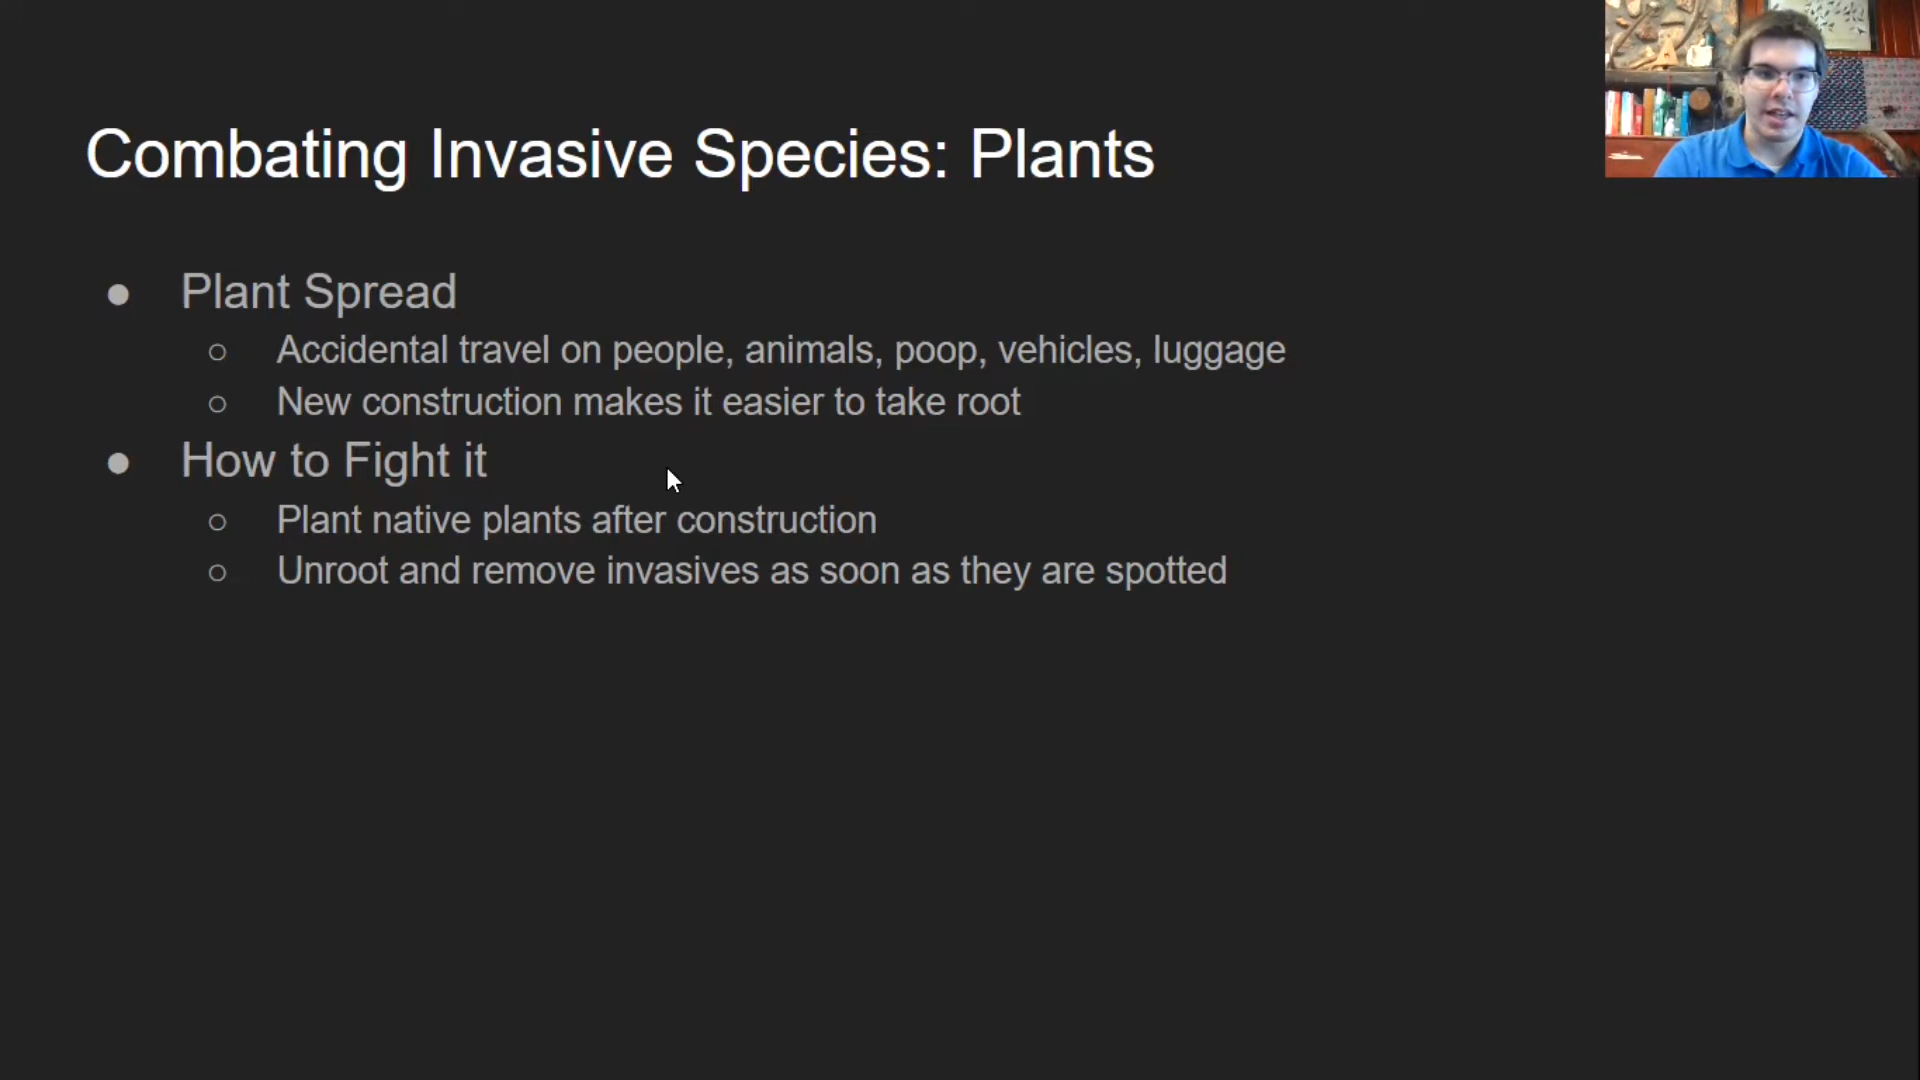 Combating Invasive Species: Plants
● Plant Spread
○ Accidental travel on people, animals, poop, vehicles, luggage
○ New construction makes it easier to take root
● How to Fight it
○ Plant native plants after construction
○ Unroot and remove invasives as soon as they are spotted